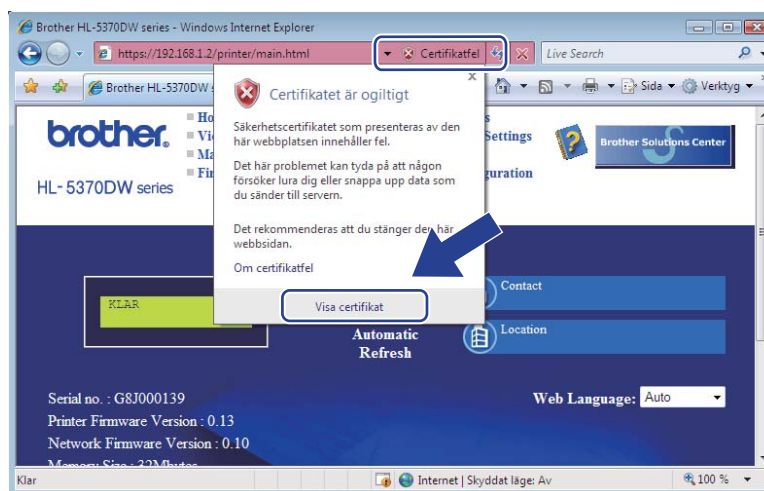 Brother HL-5370DW series - Windows Internet Explorer
https://192.168.1.2/printer/main.html
Certifikatfel
Live Search
Brother HL-5370DW
Sida
Verktyg
Certifikatet är ogiltigt
x
Säkerhetscertifikatet som presenteras av den
här webbplatsen innehåller fel.
Det här problemet kan tyda på att någon
försöker lura dig eller snappa upp data som
du sänder till servern.
Det rekommenderas att du stänger den här
webbsidan.
Om certifikatfel
Visa certifikat
brother.
HL-5370DW series
Settings
Brother Solutions Center
KLAR
Contact
Location
Automatic
Refresh
Serial no. : G8J000139
Web Language: Auto
Printer Firmware Version : 0.13
Network Firmware Version : 0.10
Memory Size : 32Mbytes
Klar
Internet | Skyddat läge: Av
100 %